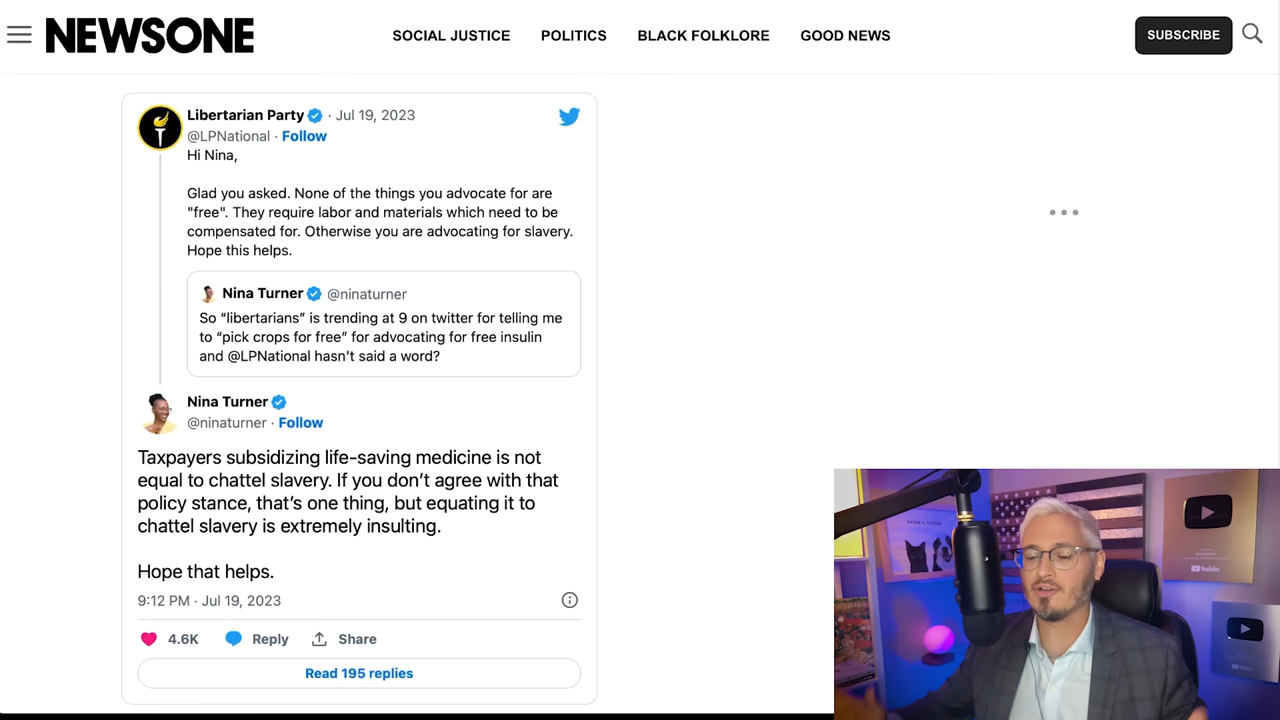 NEWSONE
SOCIAL JUSTICE POLITICS BLACK FOLKLORE GOOD NEWS
SUBSCRIBE
Libertarian Party · Jul 19, 2023
@LPNational · Follow
Hi Nina,
Glad you asked. None of the things you advocate for are
"free". They require labor and materials which need to be
compensated for. Otherwise you are advocating for slavery.
Hope this helps.
Nina Turner @ninaturner
So “libertarians” is trending at 9 on twitter for telling me
to “pick crops for free” for advocating for free insulin
and @LPNational hasn’t said a word?
Nina Turner
@ninaturner · Follow
Taxpayers subsidizing life-saving medicine is not
equal to chattel slavery. If you don’t agree with that
policy stance, that’s one thing, but equating it to
chattel slavery is extremely insulting.
Hope that helps.
9:12 PM · Jul 19, 2023
4.6K Reply Share
Read 195 replies
YouTube